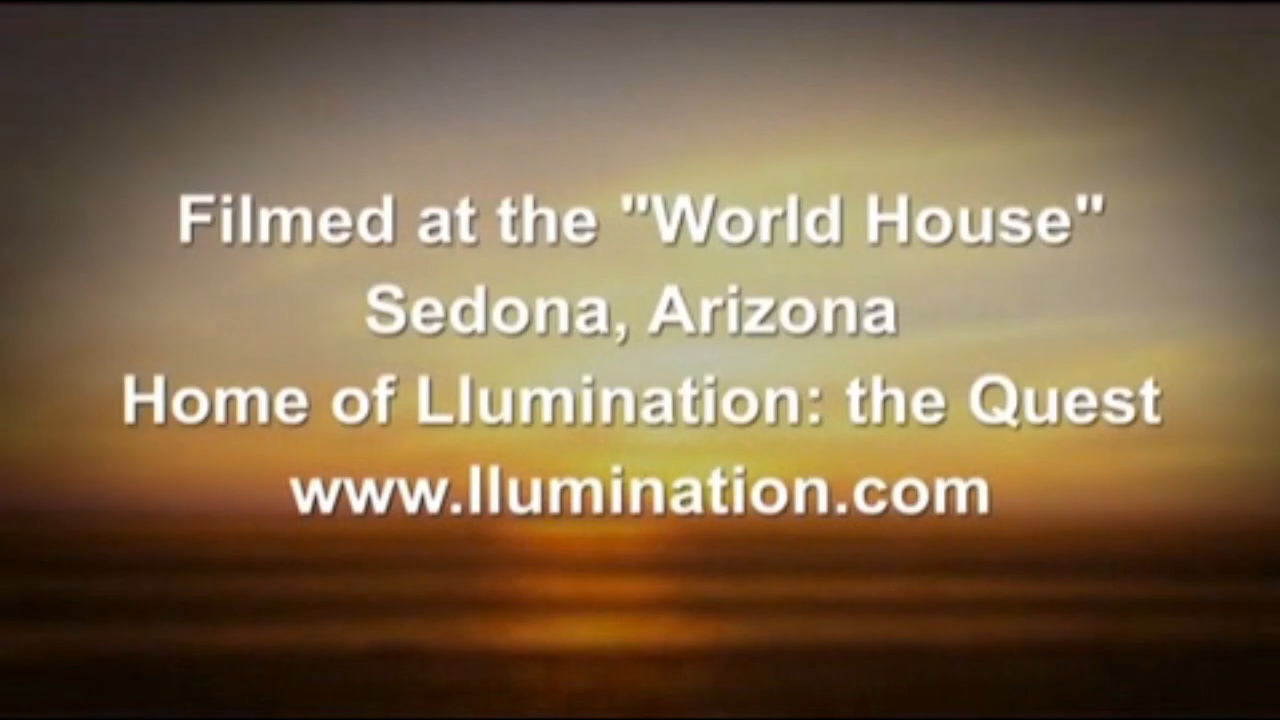 Filmed at the "World House"
Sedona, Arizona
Home of Llumination: the Quest
www.llumination.com